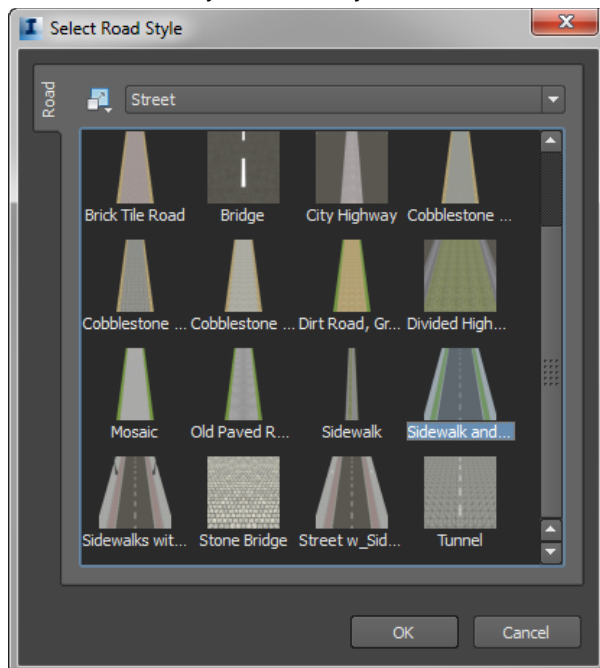 Select Road Style
Road
Street
Brick Tile Road
Bridge
City Highway
Cobblestone ...
Cobblestone ...
Cobblestone ...
Dirt Road, Gr...
Divided High...
Mosaic
Old Paved R...
Sidewalk
Sidewalk and...
Sidewalks wit...
Stone Bridge
Street w_Sid...
Tunnel
OK
Cancel